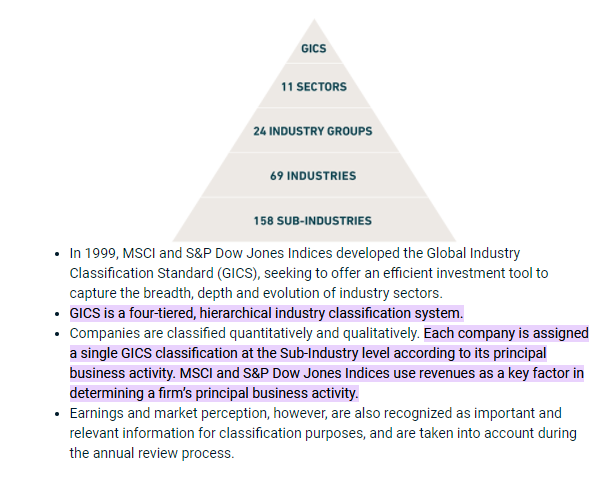 GICS
11 SECTORS
24 INDUSTRY GROUPS
69 INDUSTRIES
158 SUB-INDUSTRIES
• In 1999, MSCI and S&P Dow Jones Indices developed the Global Industry
Classification Standard (GICS), seeking to offer an efficient investment tool to
capture the breadth, depth and evolution of industry sectors.
• GICS is a four-tiered, hierarchical industry classification system.
• Companies are classified quantitatively and qualitatively. Each company is assigned
a single GICS classification at the Sub-Industry level according to its principal
business activity. MSCI and S&P Dow Jones Indices use revenues as a key factor in
determining a firm's principal business activity.
• Earnings and market perception, however, are also recognized as important and
relevant information for classification purposes, and are taken into account during
the annual review process.